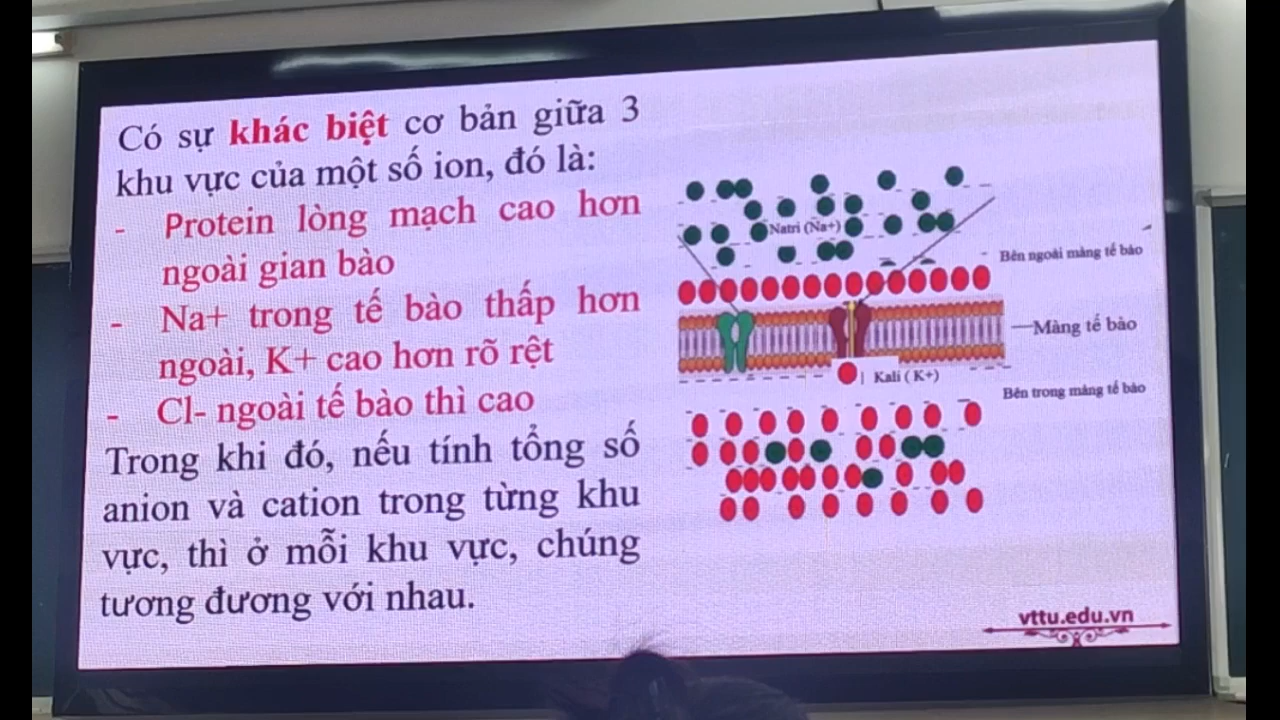 Có sự khác biệt cơ bản giữa 3
khu vực của một số ion, đó là:
- Protein lòng mạch cao hơn
ngoài gian bào
- Na+ trong tế bào thấp hơn
ngoài, K+ cao hơn rõ rệt
- Cl- ngoài tế bào thì cao
Trong khi đó, nếu tính tổng số
anion và cation trong từng khu
vực, thì ở mỗi khu vực, chúng
tương đương với nhau.
Natri (Na+)
Bên ngoài màng tế bào
Màng tế bào
Kali ( K+)
Bên trong màng tế bào
vttu.edu.vn